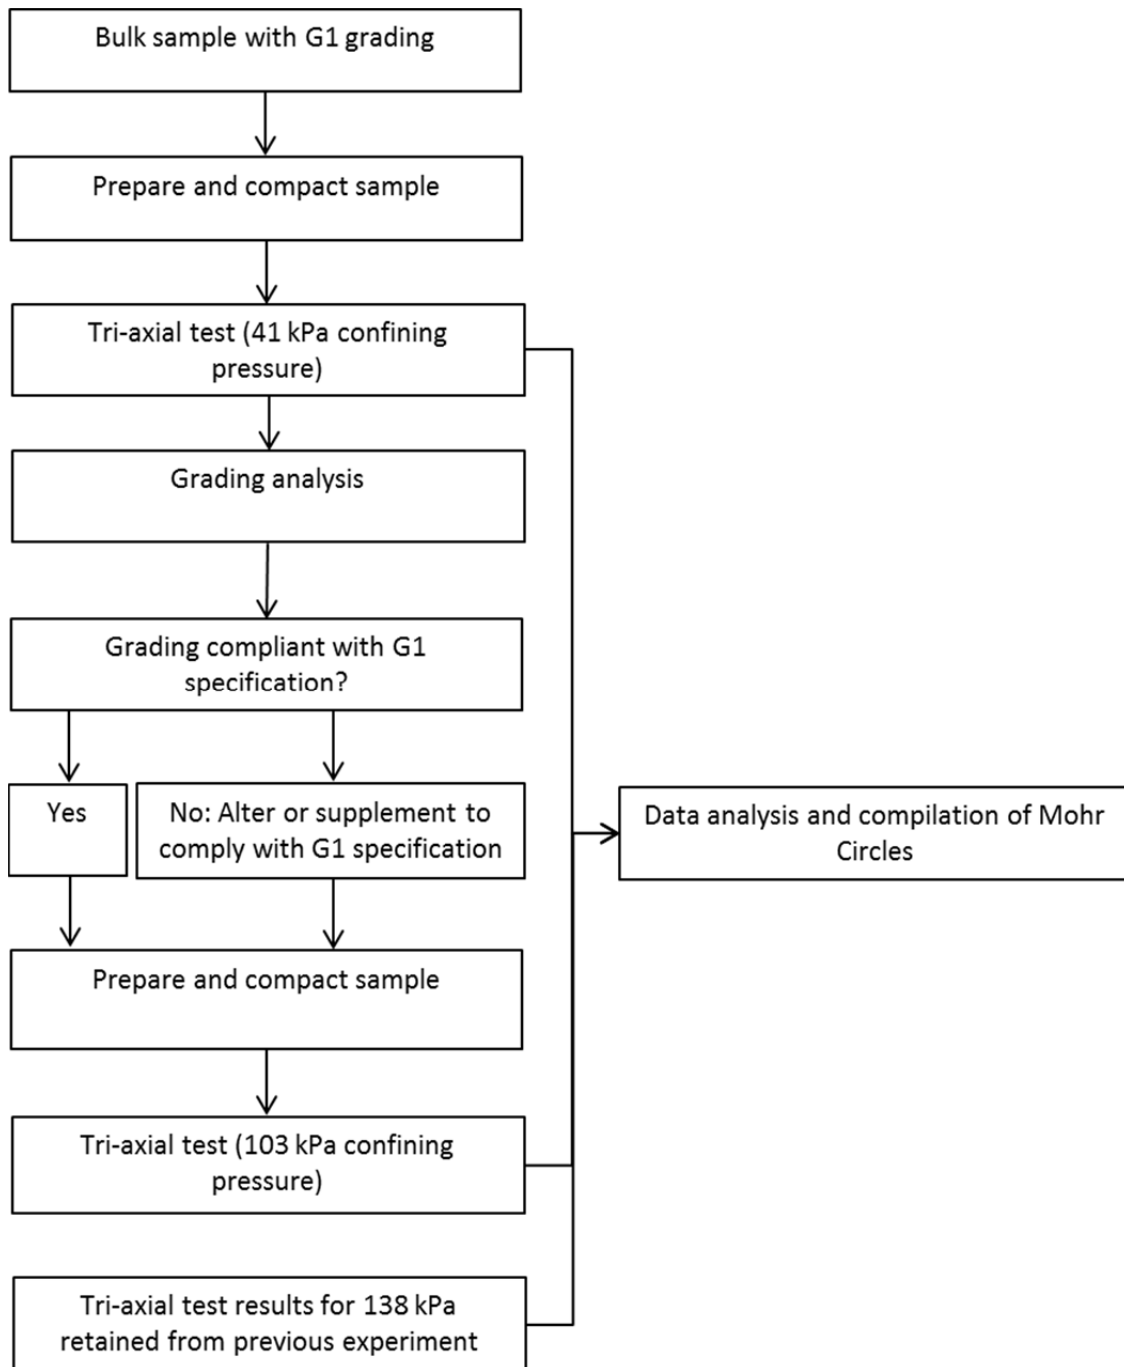 Bulk sample with G1 grading
Prepare and compact sample
Tri-axial test (41 kPa confining
pressure)
Grading analysis
Grading compliant with G1
specification?
Yes
No: Alter or supplement to
comply with G1 specification
Data analysis and compilation of Mohr
Circles
Prepare and compact sample
Tri-axial test (103 kPa confining
pressure)
Tri-axial test results for 138 kPa
retained from previous experiment